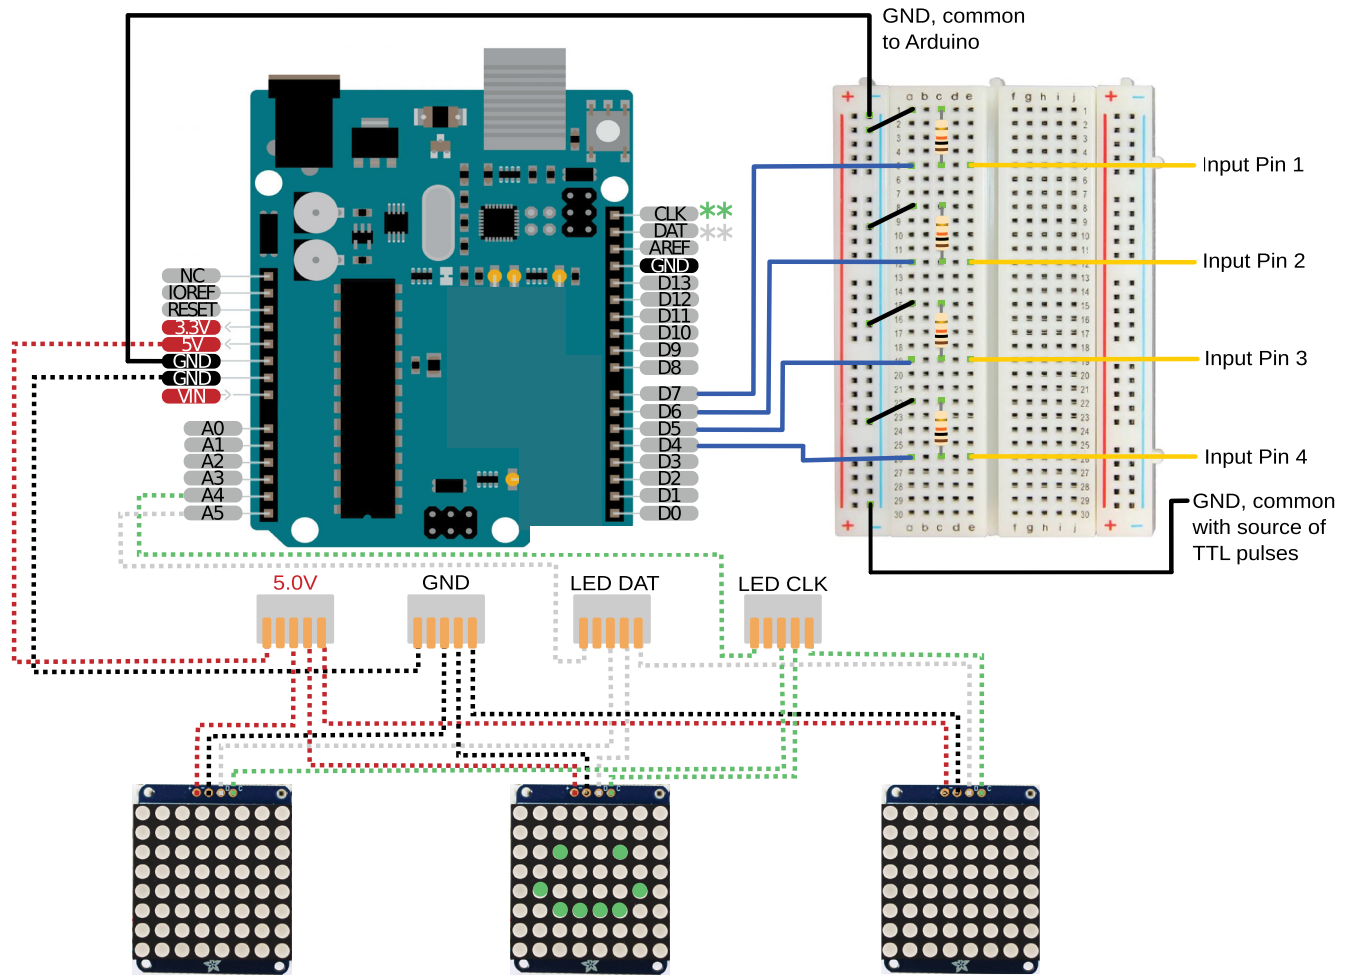 GND, common
to Arduino
+ − a b c d e f g h i j + −
Input Pin 1
Input Pin 2
Input Pin 3
Input Pin 4
GND, common
with source of
TTL pulses
+ − a b c d e f g h i j + −
CLK **
DAT **
AREF
GND
D13
D12
D11
D10
D9
D8
D7
D6
D5
D4
D3
D2
D1
D0
NC
IOREF
RESET
3.3V
5V
GND
GND
VIN
A0
A1
A2
A3
A4
A5
5.0V
GND
LED DAT
LED CLK